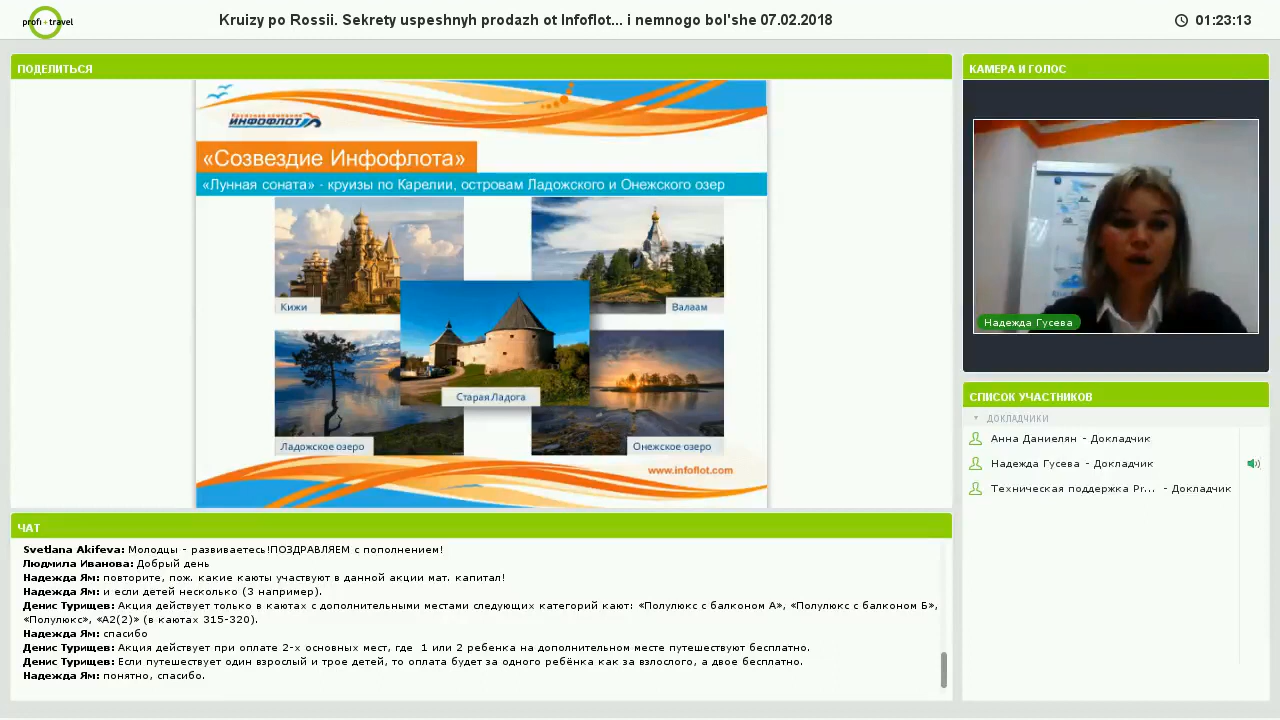 profi travel
Kruizy po Rossii. Sekrety uspeshnyh prodazh ot Infoflot... i nemnogo bol'she 07.02.2018
01:23:13
ПОДЕЛИТЬСЯ
Круизная компания
ИНФОФЛОТ
«Созвездие Инфофлота»
«Лунная соната» - круизы по Карелии, островам Ладожского и Онежского озер
Кижи
Валаам
Старая Ладога
Ладожское озеро
Онежское озеро
www.infoflot.com
КАМЕРА И ГОЛОС
Надежда Гусева
СПИСОК УЧАСТНИКОВ
ДОКЛАДЧИКИ
Анна Даниелян - Докладчик
Надежда Гусева - Докладчик
Техническая поддержка Pr... - Докладчик
ЧАТ
Svetlana Akifeva: Молодцы - развиваетесь!ПОЗДРАВЛЯЕМ с пополнением!
Людмила Иванова: Добрый день
Надежда Ям: повторите, пож. какие каюты участвуют в данной акции мат. капитал!
Надежда Ям: и если детей несколько (3 например).
Денис Турищев: Акция действует только в каютах с дополнительными местами следующих категорий кают: «Полулюкс с балконом А», «Полулюкс с балконом Б»,
«Полулюкс», «А2(2)» (в каютах 315-320).
Надежда Ям: спасибо
Денис Турищев: Акция действует при оплате 2-х основных мест, где 1 или 2 ребенка на дополнительном месте путешествуют бесплатно.
Денис Турищев: Если путешествует один взрослый и трое детей, то оплата будет за одного ребёнка как за взлослого, а двое бесплатно.
Надежда Ям: понятно, спасибо.